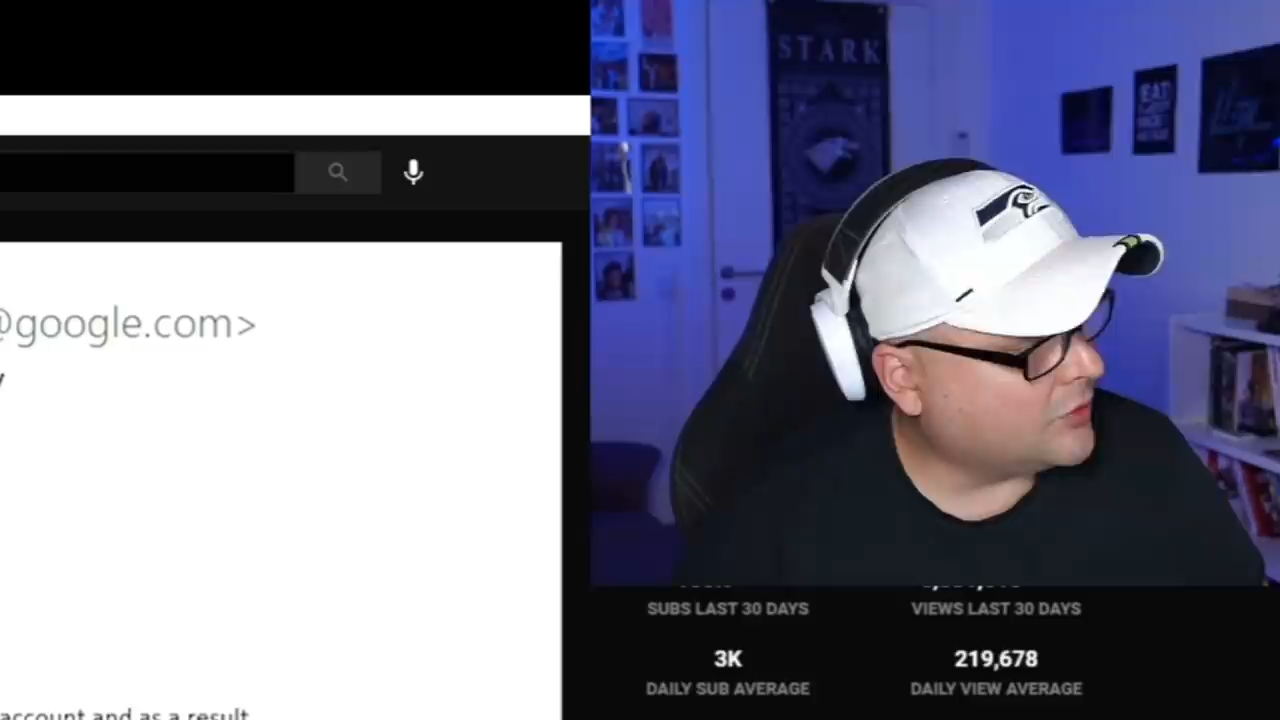 STARK
EAT
@google.com>
SUBS LAST 30 DAYS
VIEWS LAST 30 DAYS
3K
219,678
DAILY SUB AVERAGE
DAILY VIEW AVERAGE
account and as a result